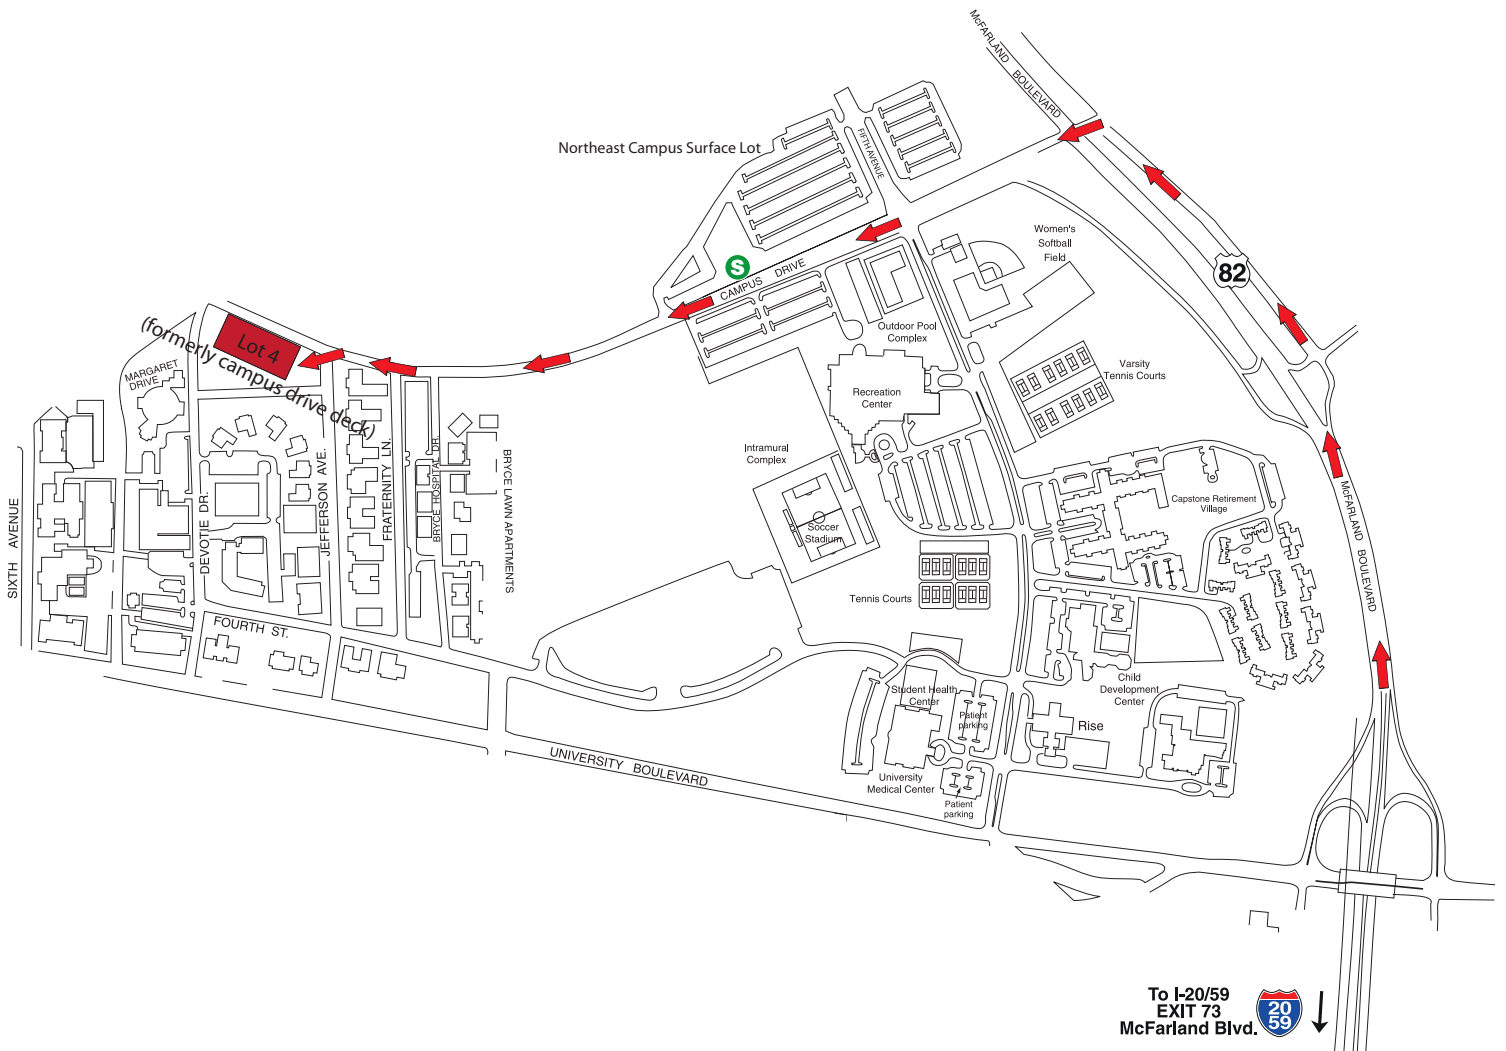 McFARLAND BOULEVARD
Northeast Campus Surface Lot
FIFTH AVENUE
Women's
Softball
Field
82
S
CAMPUS DRIVE
Outdoor Pool
Complex
Lot 4
(formerly campus drive deck)
MARGARET
DRIVE
Varsity
Tennis Courts
Recreation
Center
Intramural
Complex
Capstone Retirement
Village
McFARLAND BOULEVARD
SIXTH AVENUE
DEVOTIE DR.
JEFFERSON AVE.
FRATERNITY LN.
BRYCE HOSPITAL DR.
BRYCE LAWN APARTMENTS
Soccer
Stadium
Tennis Courts
FOURTH ST.
Child
Development
Center
Student Health
Center
Patient
parking
Rise
UNIVERSITY BOULEVARD
University
Medical Center
Patient
parking
To I-20/59
EXIT 73
McFarland Blvd.
20
59